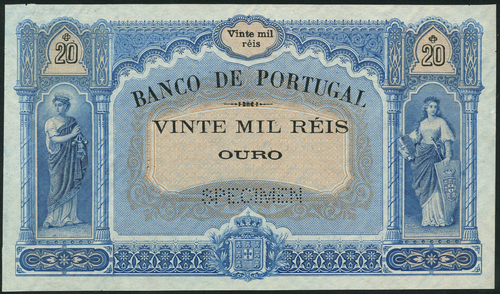 Vinte mil
réis
20
20
BANCO DE PORTUGAL
VINTE MIL RÉIS
OURO
SPECIMEN